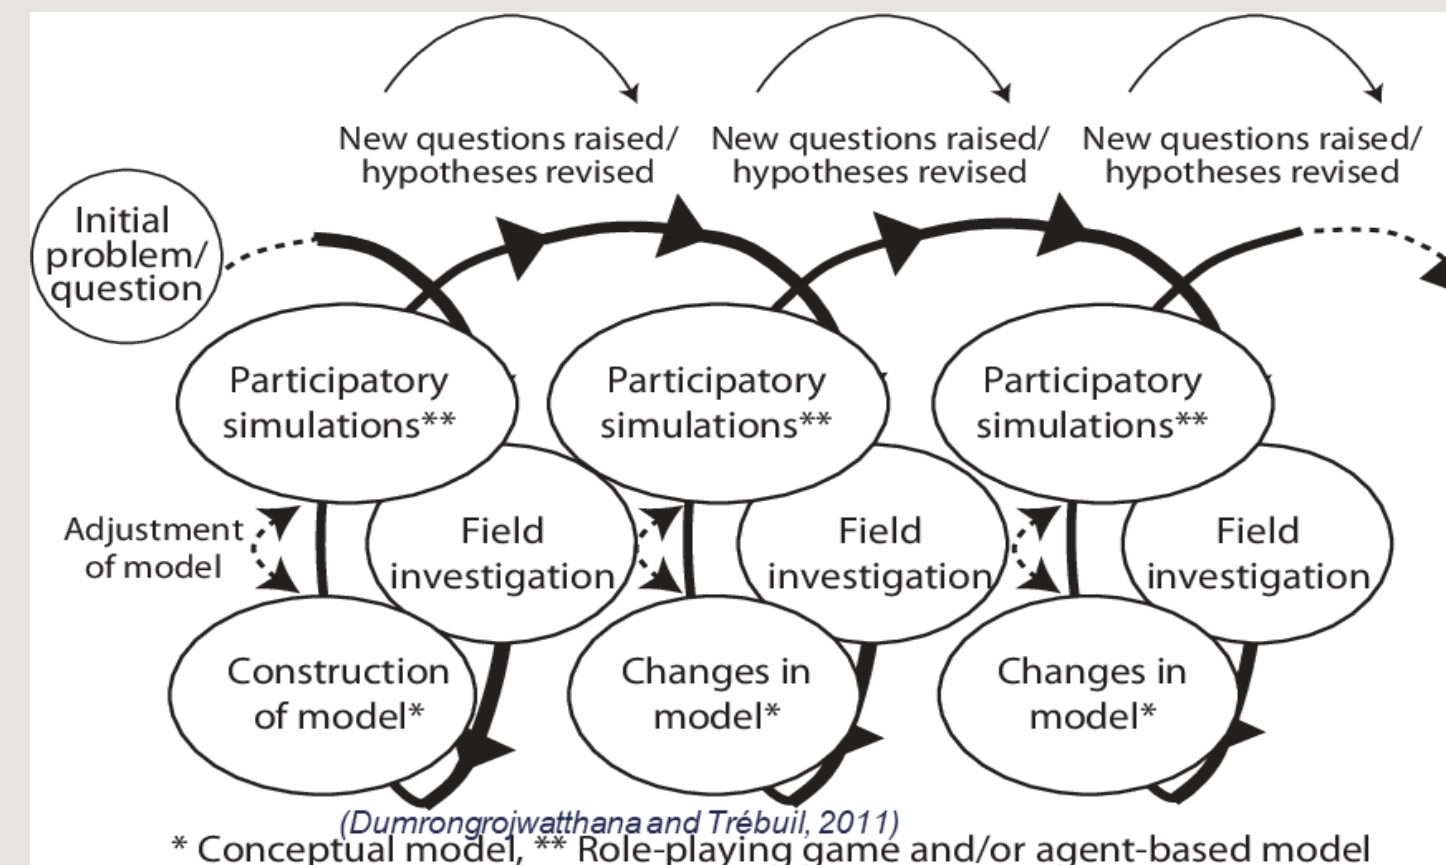 New questions raised/
hypotheses revised
New questions raised/
hypotheses revised
New questions raised/
hypotheses revised
Initial
problem/
question
Participatory
simulations**
Participatory
simulations**
Participatory
simulations**
Adjustment
of model
Field
investigation
Field
investigation
Field
investigation
Construction
of model*
Changes in
model*
Changes in
model*
(Dumrongrojwatthana and Trébuil, 2011)
* Conceptual model, ** Role-playing game and/or agent-based model